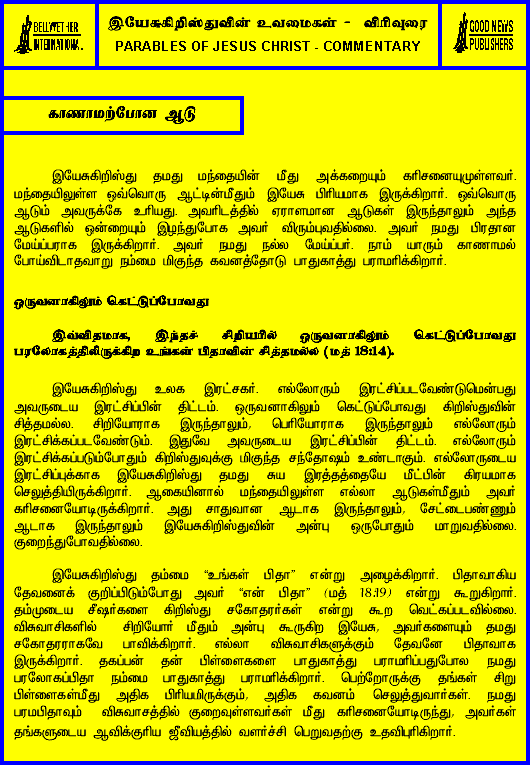 BELLWETHER
INTERNATIONAL
இயேசுகிறிஸ்துவின் உவமைகள் - விரிவுரை
PARABLES OF JESUS CHRIST - COMMENTARY
GOOD NEWS
PUBLISHERS
காணாமற்போன ஆடு
இயேசுகிறிஸ்து தமது மந்தையின் மீது அக்கறையும் கரிசனையுமுள்ளவர்.
மந்தையிலுள்ள ஒவ்வொரு ஆட்டின்மீதும் இயேசு பிரியமாக இருக்கிறார். ஒவ்வொரு
ஆடும் அவருக்கே உரியது. அவரிடத்தில் ஏராளமான ஆடுகள் இருந்தாலும் அந்த
ஆடுகளில் ஒன்றையும் இழந்துபோக அவர் விரும்புவதில்லை. அவர் நமது பிரதான
மேய்ப்பராக இருக்கிறார். அவர் நமது நல்ல மேய்ப்பர். நாம் யாரும் காணாமல்
போய்விடாதவாறு நம்மை மிகுந்த கவனத்தோடு பாதுகாத்து பராமரிக்கிறார்.
ஒருவனாகிலும் கெட்டுப்போவது
இவ்விதமாக, இந்தச் சிறியரில் ஒருவனாகிலும் கெட்டுப்போவது
பரலோகத்திலிருக்கிற உங்கள் பிதாவின் சித்தமல்ல (மத் 18:14).
இயேசுகிறிஸ்து உலக இரட்சகர். எல்லோரும் இரட்சிப்படவேண்டுமென்பது
அவருடைய இரட்சிப்பின் திட்டம். ஒருவனாகிலும் கெட்டுப்போவது கிறிஸ்துவின்
சித்தமல்ல. சிறியோராக இருந்தாலும், பெரியோராக இருந்தாலும் எல்லோரும்
இரட்சிக்கப்படவேண்டும். இதுவே அவருடைய இரட்சிப்பின் திட்டம். எல்லோரும்
இரட்சிக்கப்படும்போதும் கிறிஸ்துவுக்கு மிகுந்த சந்தோஷம் உண்டாகும். எல்லோருடைய
இரட்சிப்புக்காக இயேசுகிறிஸ்து தமது சுய இரத்தத்தையே மீட்பின் கிரயமாக
செலுத்தியிருக்கிறார். ஆகையினால் மந்தையிலுள்ள எல்லா ஆடுகள்மீதும் அவர்
கரிசனையோடிருக்கிறார். அது சாதுவான ஆடாக இருந்தாலும், சேட்டைபண்ணும்
ஆடாக இருந்தாலும் இயேசுகிறிஸ்துவின் அன்பு ஒருபோதும் மாறுவதில்லை.
குறைந்துபோவதில்லை.
இயேசுகிறிஸ்து தம்மை “உங்கள் பிதா” என்று அழைக்கிறார். பிதாவாகிய
தேவனைக் குறிப்பிடும்போது அவர் “என் பிதா” (மத் 18:19) என்று கூறுகிறார்.
தம்முடைய சீஷர்களை கிறிஸ்து சகோதரர்கள் என்று கூற வெட்கப்படவில்லை.
விசுவாசிகளில் சிறியோர் மீதும் அன்பு கூருகிற இயேசு, அவர்களையும் தமது
சகோதரராகவே பாவிக்கிறார். எல்லா விசுவாசிகளுக்கும் தேவனே பிதாவாக
இருக்கிறார். தகப்பன் தன் பிள்ளைகளை பாதுகாத்து பராமரிப்பதுபோல நமது
பரலோகப்பிதா நம்மை பாதுகாத்து பராமரிக்கிறார். பெற்றோருக்கு தங்கள் சிறு
பிள்ளைகள்மீது அதிக பிரியமிருக்கும், அதிக கவனம் செலுத்துவார்கள். நமது
பரமபிதாவும் விசுவாசத்தில் குறைவுள்ளவர்கள் மீது கரிசனையோடிருந்து, அவர்கள்
தங்களுடைய ஆவிக்குரிய ஜீவியத்தில் வளர்ச்சி பெறுவதற்கு உதவிபுரிகிறார்.